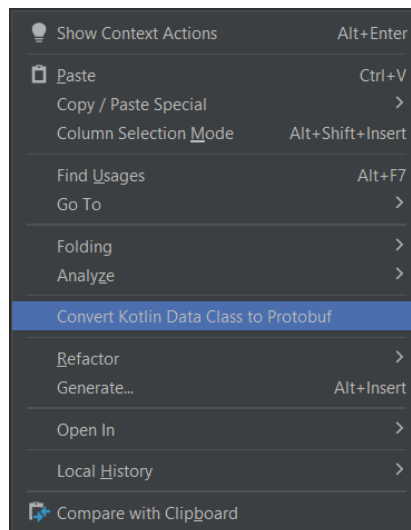 Show Context Actions Alt+Enter
Paste Ctrl+V
Copy / Paste Special
Column Selection Mode Alt+Shift+Insert
Find Usages Alt+F7
Go To
Folding
Analyze
Convert Kotlin Data Class to Protobuf
Refactor
Generate... Alt+Insert
Open In
Local History
Compare with Clipboard